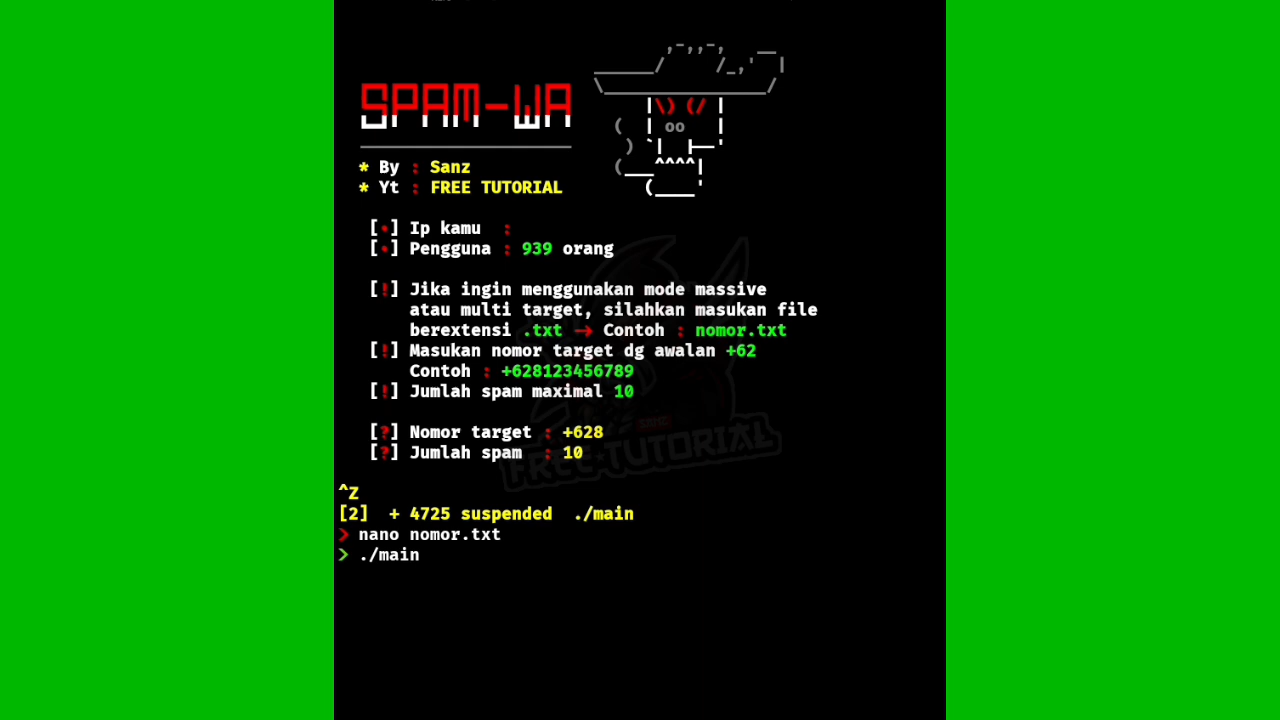 SPAM-WA
* By : Sanz
* Yt : FREE TUTORIAL
[•] Ip kamu :
[•] Pengguna : 939 orang
[!] Jika ingin menggunakan mode massive
atau multi target, silahkan masukan file
berextensi .txt → Contoh : nomor.txt
[!] Masukan nomor target dg awalan +62
Contoh : +628123456789
[!] Jumlah spam maximal 10
[?] Nomor target : +628
[?] Jumlah spam : 10
FREE-TUTORIAL
^Z
[2] + 4725 suspended ./main
> nano nomor.txt
> ./main